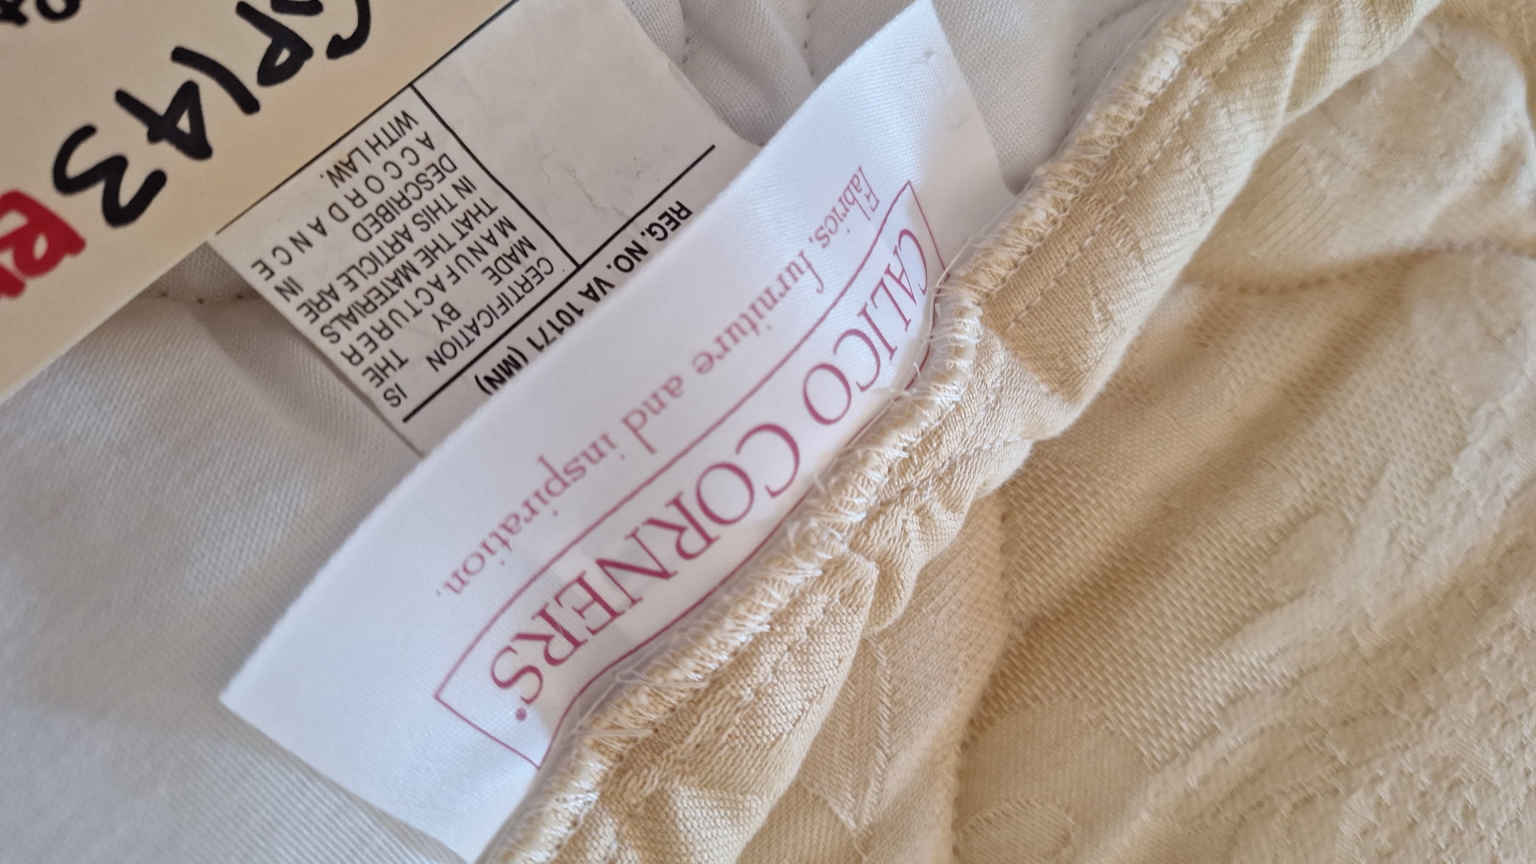 GP143
REG. NO. VA 10171 (MN)
CERTIFICATION
MADE BY
MANUFACTURER
THAT THE MATERIALS
IN THIS ARTICLE ARE
DESCRIBED IN
ACCORDANCE
WITH LAW.
IS
THE
CALICO CORNERS®
Fabrics, furniture and inspiration.